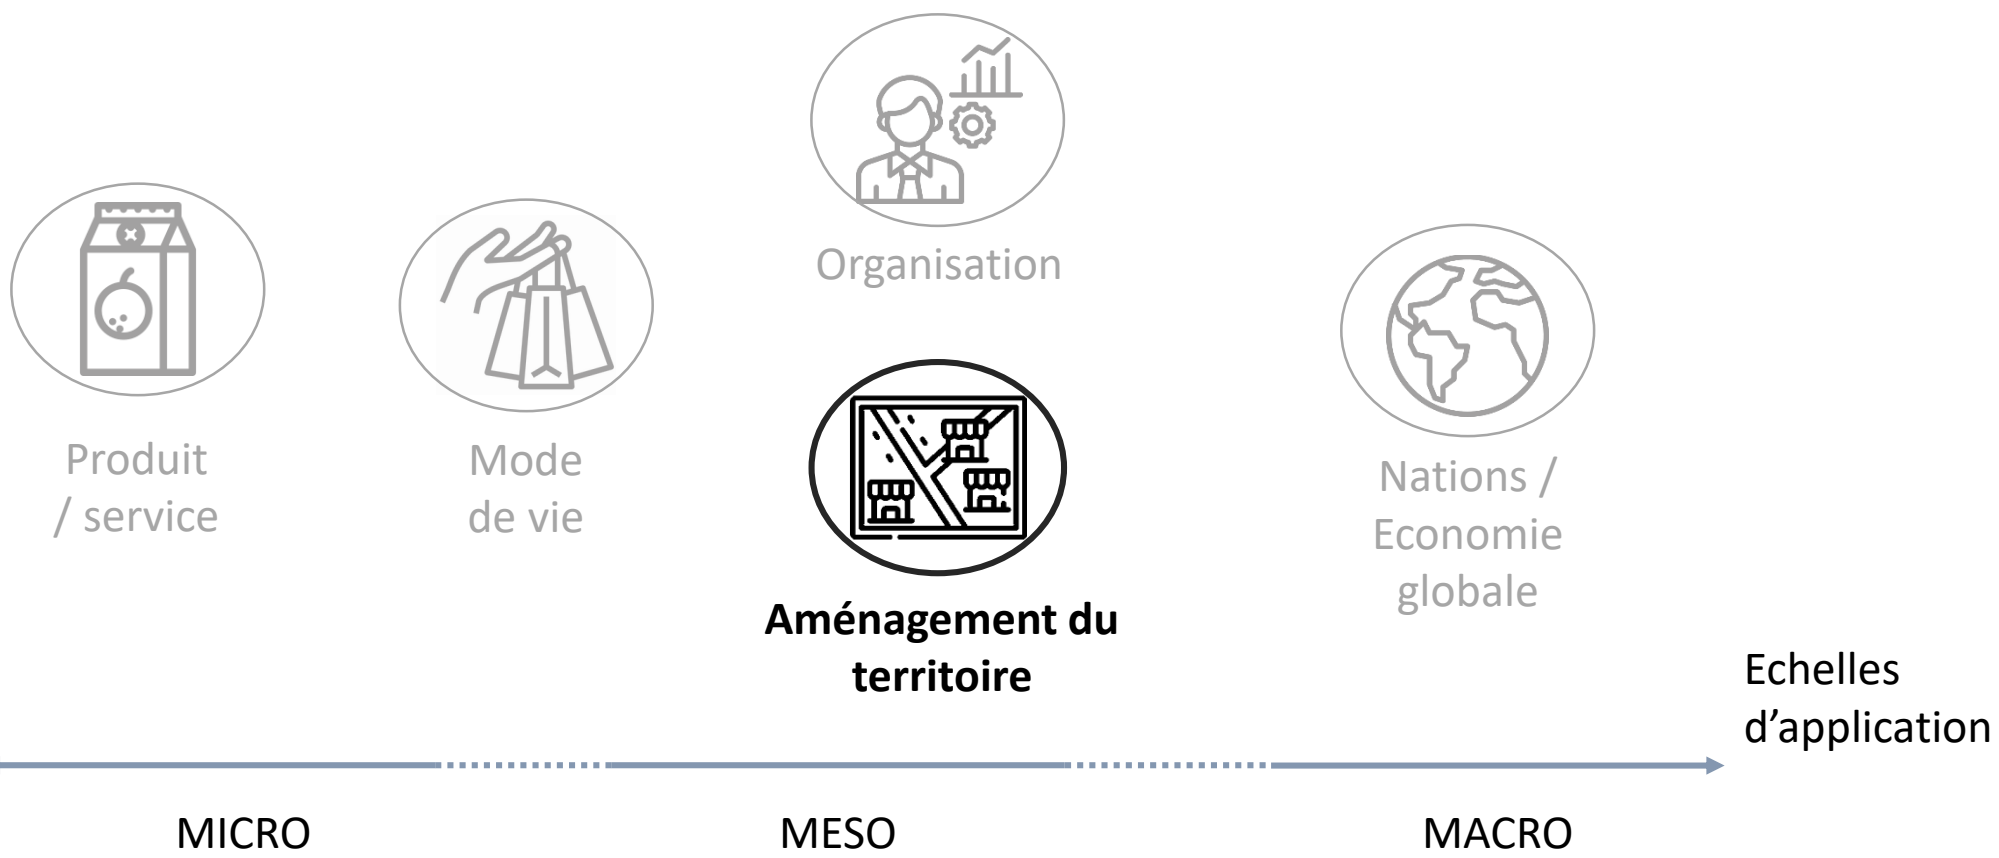 Organisation
Produit
/ service
Mode
de vie
Nations /
Economie
globale
Aménagement du
territoire
Echelles
d’application
MICRO
MESO
MACRO